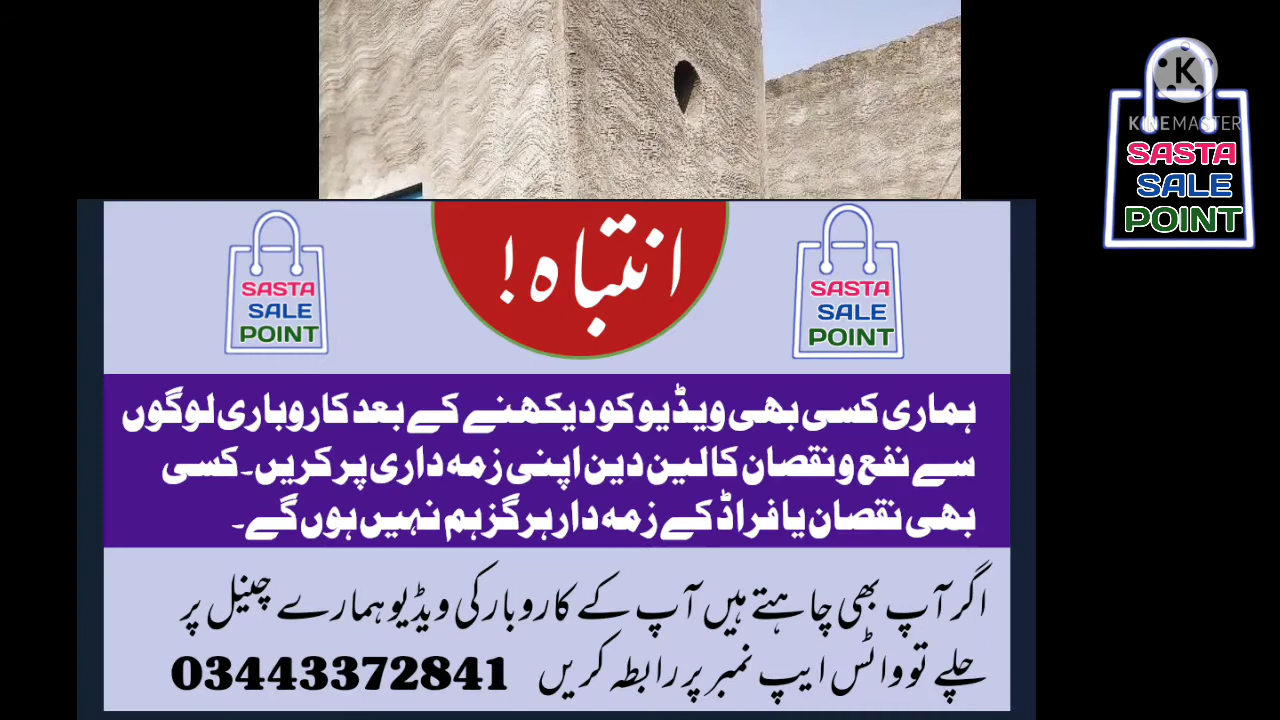 KINEMASTER
SASTA
SALE
POINT
انتباہ!
SASTA
SALE
POINT
SASTA
SALE
POINT
ہماری کسی بھی ویڈیو کو دیکھنے کے بعد کاروباری لوگوں
سے نفع و نقصان کا لین دین اپنی زمہ داری پر کریں۔ کسی
بھی نقصان یا فراڈ کے زمہ دار ہرگز ہم نہیں ہوں گے۔
اگر آپ بھی چاہتے ہیں آپ کے کاروبار کی ویڈیو ہمارے چینل پر
چلے تو واٹس ایپ نمبر پر رابطہ کریں 03443372841